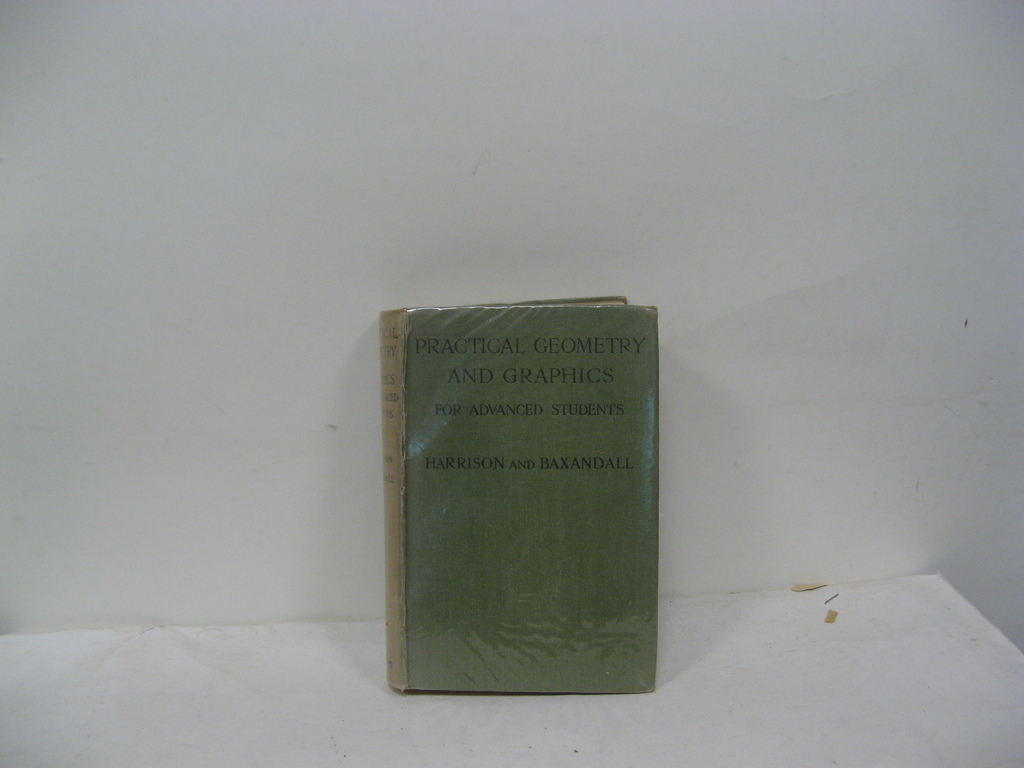 PRACTICAL GEOMETRY
AND GRAPHICS
FOR ADVANCED STUDENTS
HARRISON AND BAXANDALL